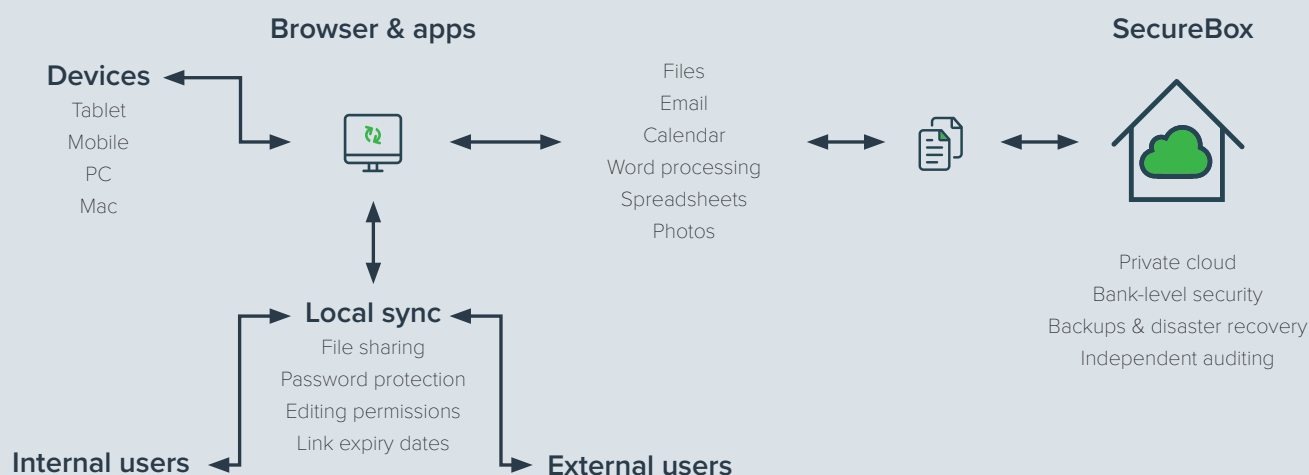 Browser & apps
SecureBox
Devices
Tablet
Mobile
PC
Mac
Files
Email
Calendar
Word processing
Spreadsheets
Photos
Private cloud
Bank-level security
Backups & disaster recovery
Independent auditing
Local sync
File sharing
Password protection
Editing permissions
Link expiry dates
Internal users
External users